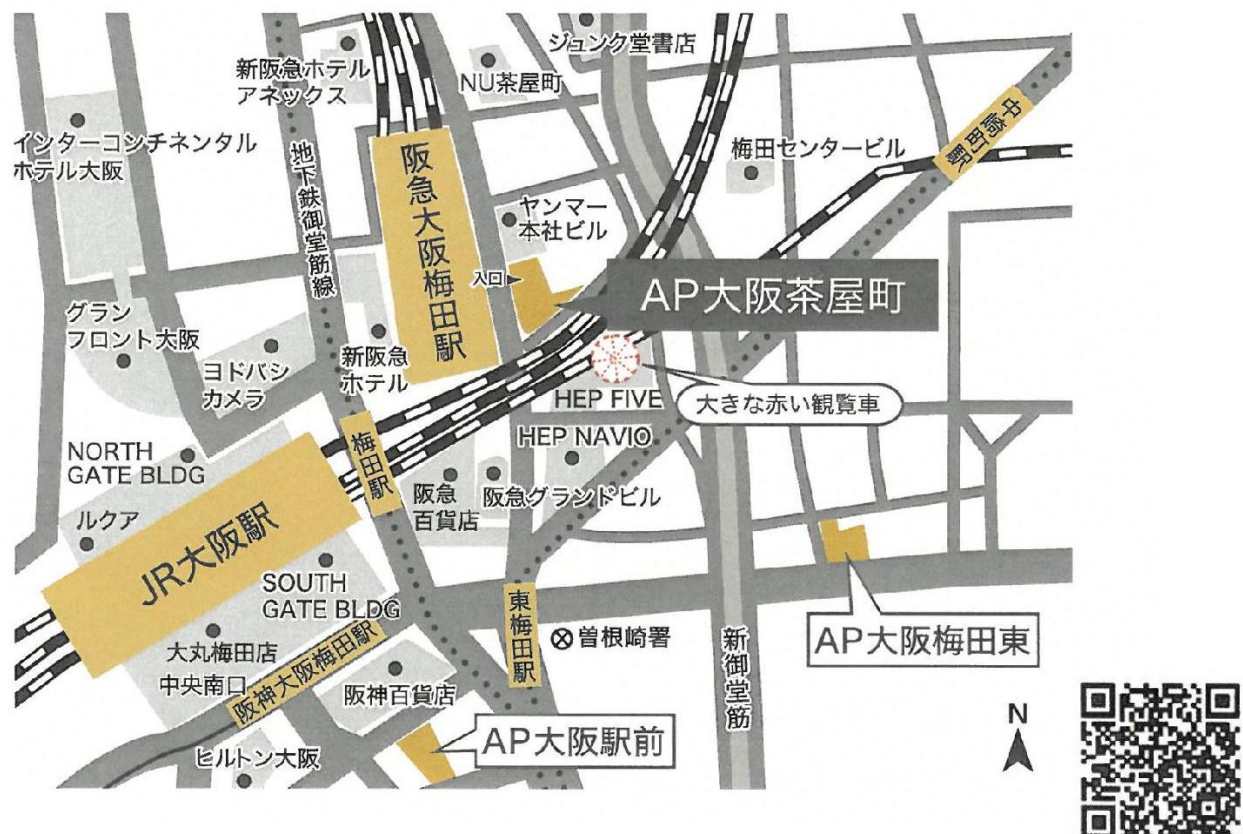 ジュンク堂書店
新阪急ホテル
アネックス
NU茶屋町
中崎町駅
インターコンチネンタル
ホテル大阪
地下鉄御堂筋線
阪急大阪梅田駅
梅田センタービル
ヤンマー
本社ビル
入口
AP大阪茶屋町
グラン
フロント大阪
ヨドバシ
カメラ
新阪急
ホテル
HEP FIVE
大きな赤い観覧車
HEP NAVIO
NORTH
GATE BLDG
梅田駅
阪急
百貨店
阪急グランドビル
ルクア
JR大阪駅
SOUTH
GATE BLDG
東梅田駅
曽根崎署
新御堂筋
AP大阪梅田東
大丸梅田店
中央南口
阪神大阪梅田駅
阪神百貨店
AP大阪駅前
ヒルトン大阪
N